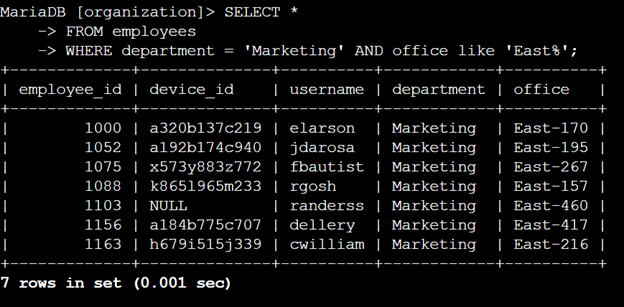 MariaDB [organization]> SELECT *
    -> FROM employees
    -> WHERE department = 'Marketing' AND office like 'East%';
+-------------+--------------+----------+------------+----------+
| employee_id | device_id    | username | department | office   |
+-------------+--------------+----------+------------+----------+
|        1000 | a320b137c219 | elarson  | Marketing  | East-170 |
|        1052 | a192b174c940 | jdarosa  | Marketing  | East-195 |
|        1075 | x573y883z772 | fbautist | Marketing  | East-267 |
|        1088 | k865l965m233 | rgosh    | Marketing  | East-157 |
|        1103 | NULL         | randerss | Marketing  | East-460 |
|        1156 | a184b775c707 | dellery  | Marketing  | East-417 |
|        1163 | h679i515j339 | cwilliam | Marketing  | East-216 |
+-------------+--------------+----------+------------+----------+
7 rows in set (0.001 sec)